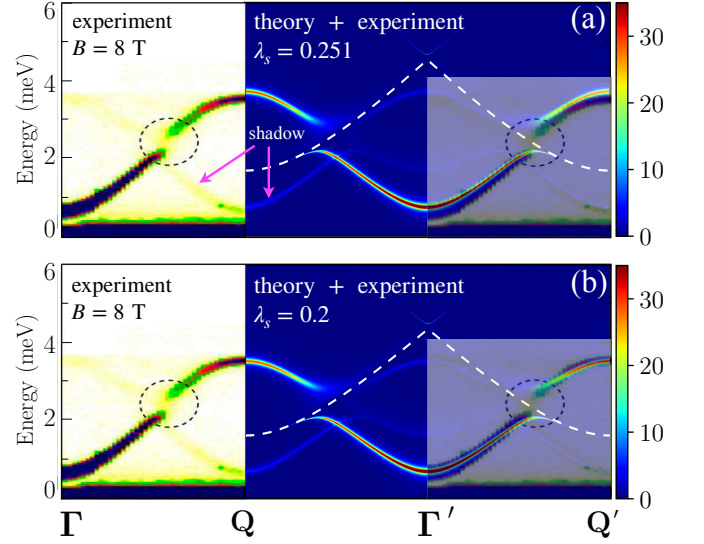 experiment
B = 8 T
theory + experiment
λₛ = 0.251
(a)
shadow
Energy (meV)
6
4
2
0
30
20
10
0
experiment
B = 8 T
theory + experiment
λₛ = 0.2
(b)
Energy (meV)
6
4
2
0
30
20
10
0
Γ Q Γ′ Q′